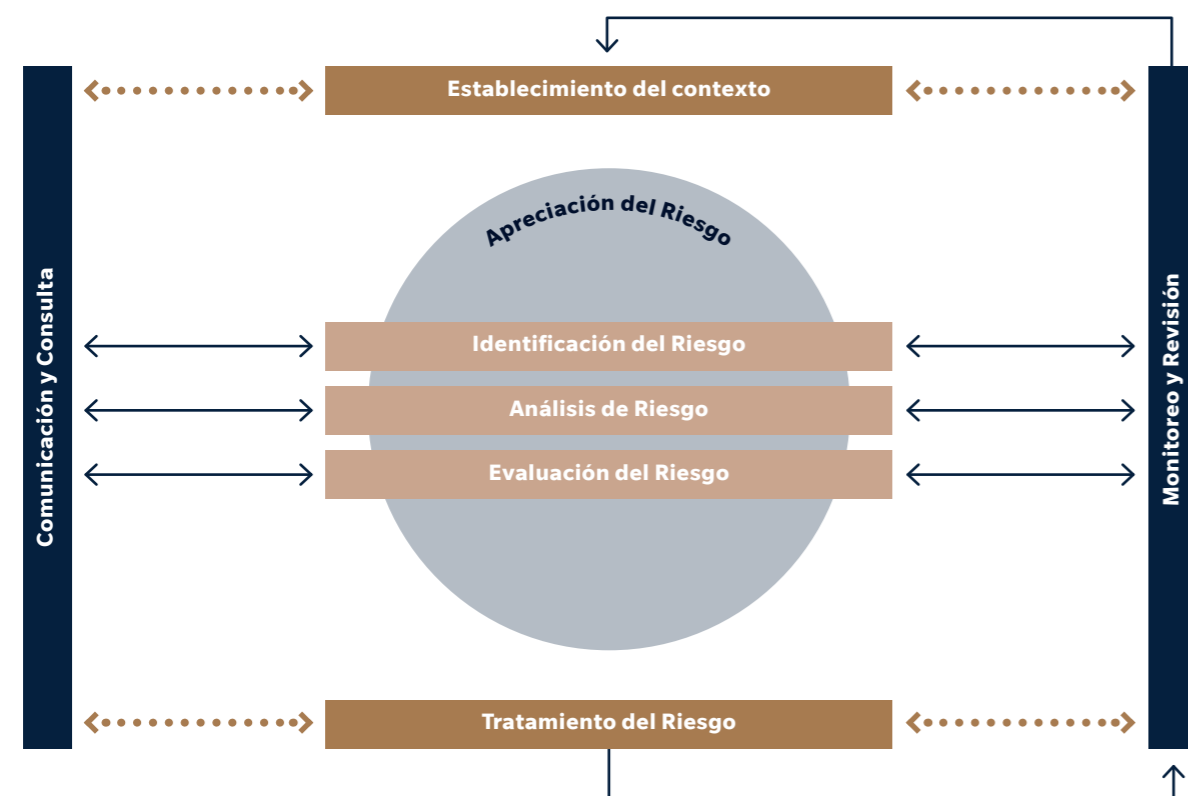 Establecimiento del contexto
Comunicación y Consulta
Apreciación del Riesgo
Identificación del Riesgo
Análisis de Riesgo
Evaluación del Riesgo
Monitoreo y Revisión
Tratamiento del Riesgo